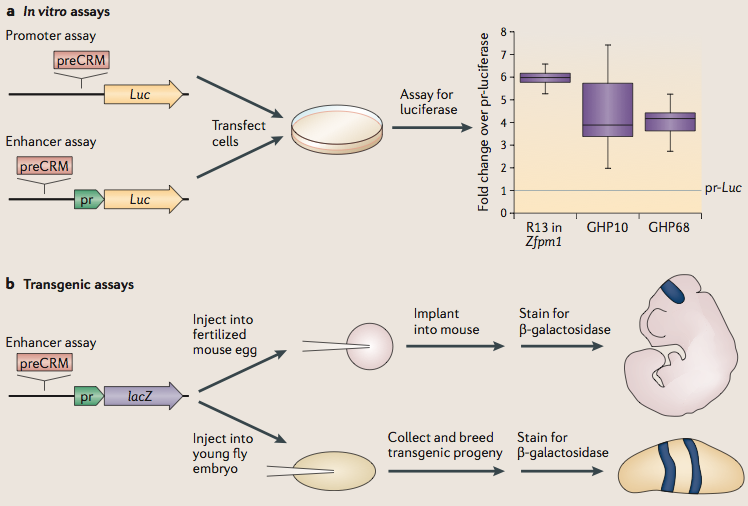 a In vitro assays
Promoter assay
preCRM
Luc
Enhancer assay
preCRM
pr
Luc
Transfect
cells
Assay for
luciferase
Fold change over pr-luciferase
8
7
6
5
4
3
2
1
0
pr-Luc
R13 in
Zfpm1
GHP10
GHP68
b Transgenic assays
Enhancer assay
preCRM
pr
lacZ
Inject into
fertilized
mouse egg
Implant
into mouse
Stain for
β-galactosidase
Inject into
young fly
embryo
Collect and breed
transgenic progeny
Stain for
β-galactosidase